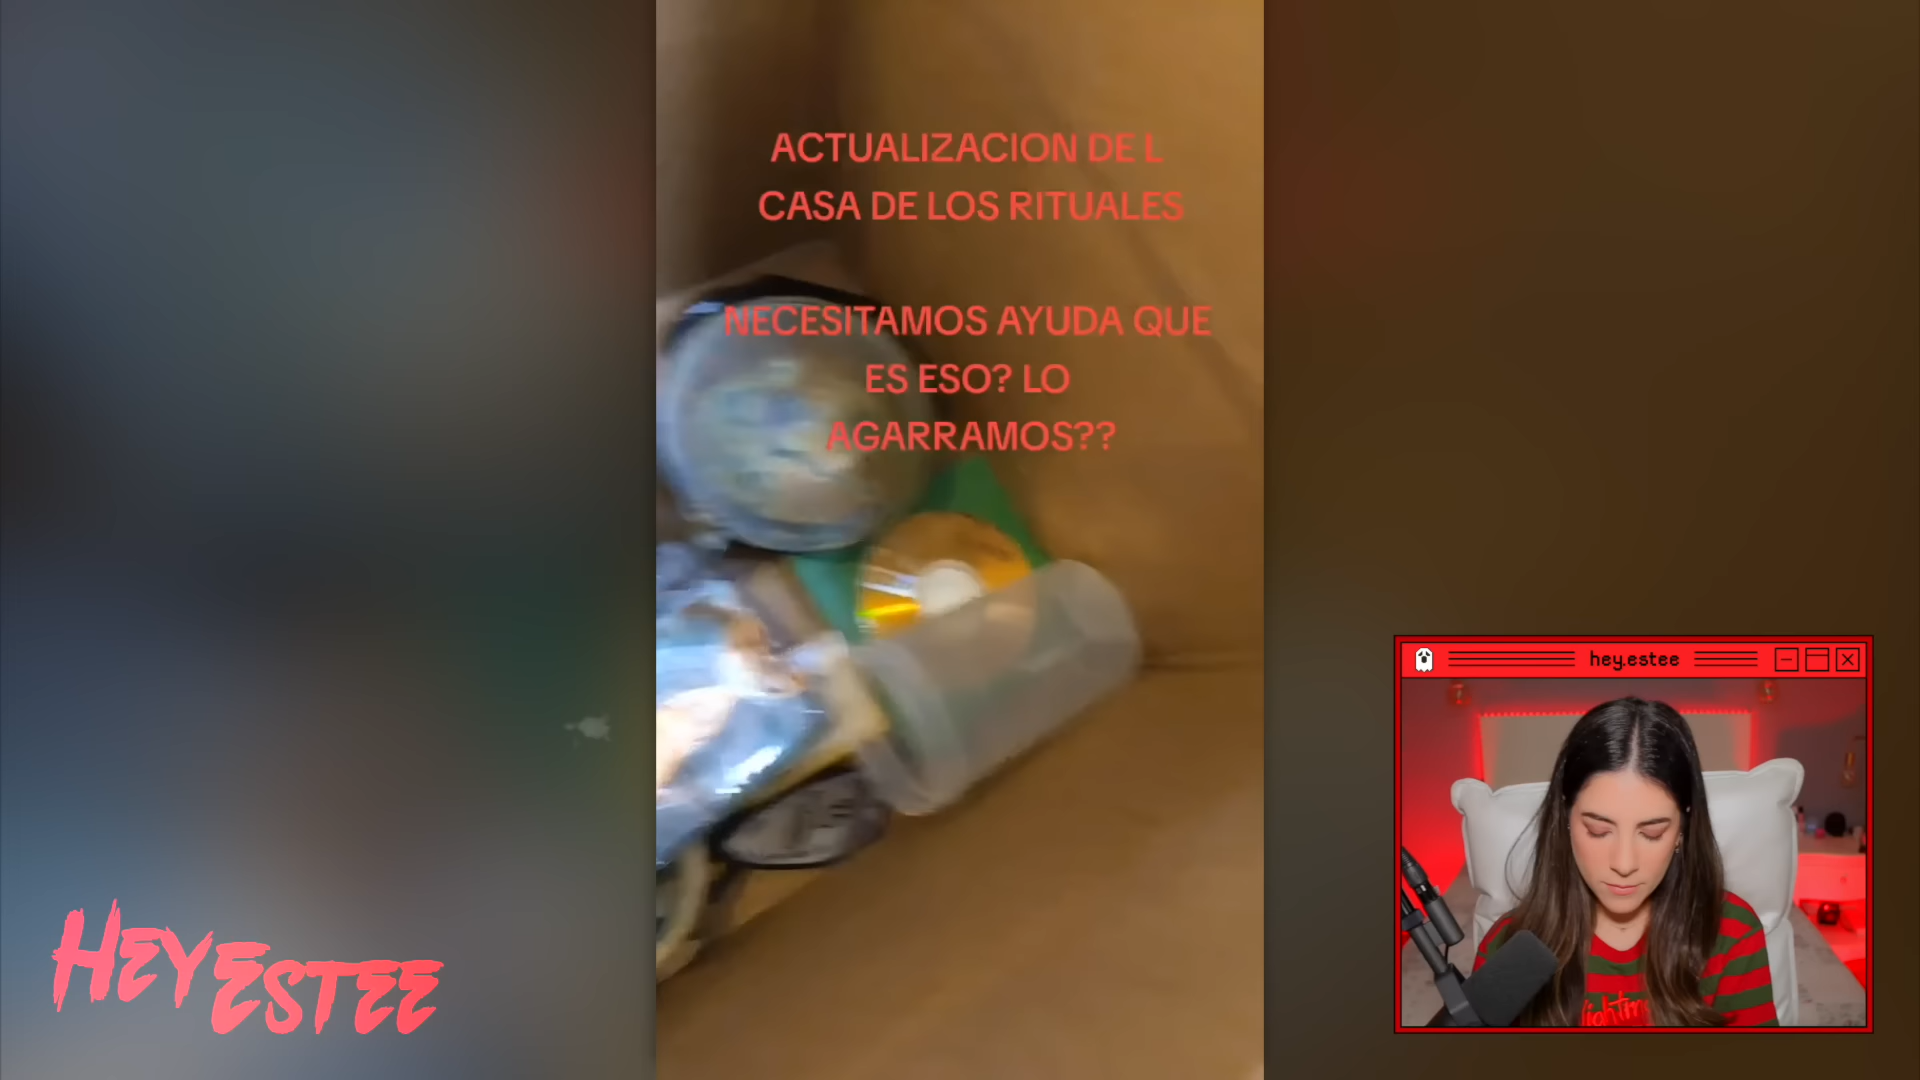 ACTUALIZACION DE L
CASA DE LOS RITUALES
NECESITAMOS AYUDA QUE
ES ESO? LO
AGARRAMOS??
hey.estee
HEYESTEE